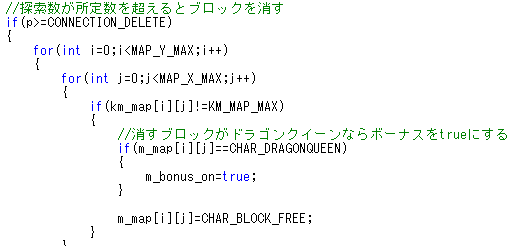 //探索数が所定数を超えるとブロックを消す
if(p>=CONNECTION_DELETE)
{
for(int i=0;i<MAP_Y_MAX;i++)
{
for(int j=0;j<MAP_X_MAX;j++)
{
if(km_map[i][j]!=KM_MAP_MAX)
{
//消すブロックがドラゴンクイーンならボーナスをtrueにする
if(m_map[i][j]==CHAR_DRAGONQUEEN)
{
m_bonus_on=true;
}
m_map[i][j]=CHAR_BLOCK_FREE;
}
}